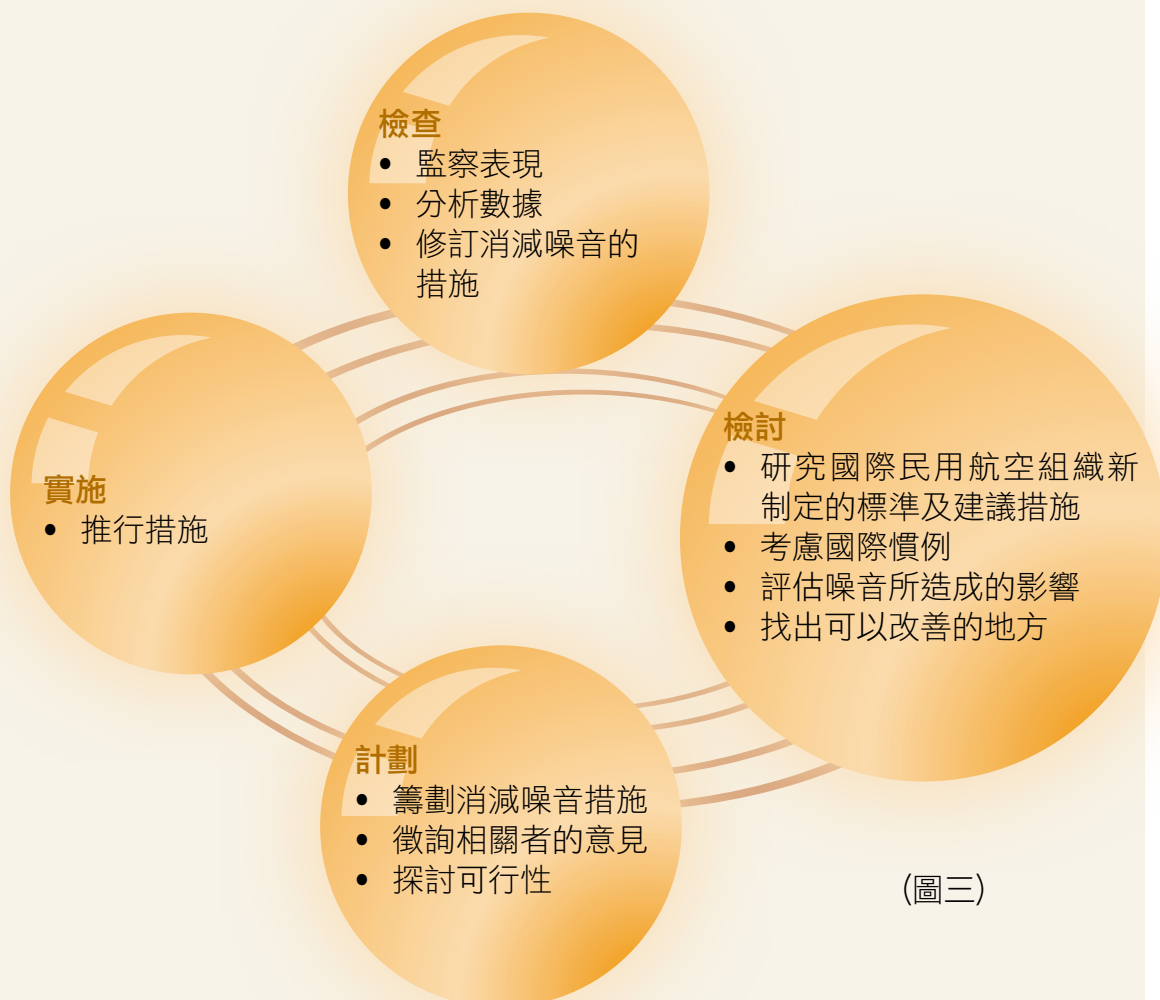 檢查
• 監察表現
• 分析數據
• 修訂消減噪音的
措施
檢討
• 研究國際民用航空組織新
制定的標準及建議措施
• 考慮國際慣例
• 評估噪音所造成的影響
• 找出可以改善的地方
實施
• 推行措施
計劃
• 籌劃消減噪音措施
• 徵詢相關者的意見
• 探討可行性
(圖三)